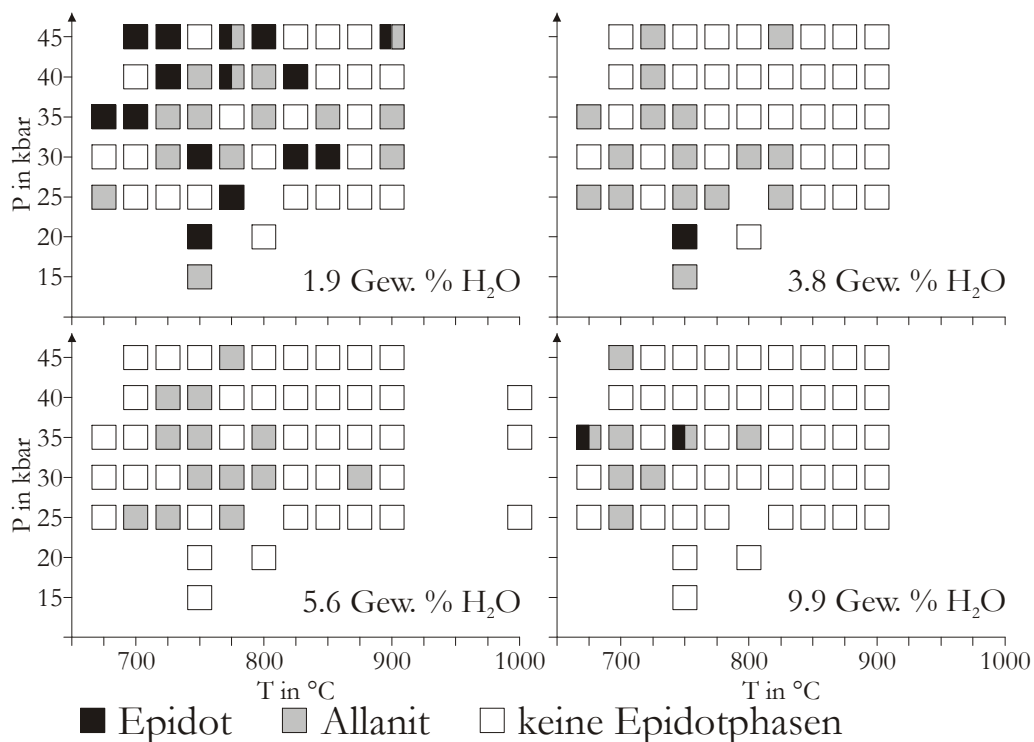 P in kbar
45
40
35
30
25
20
15
1.9 Gew. % H₂O
3.8 Gew. % H₂O
P in kbar
45
40
35
30
25
20
15
5.6 Gew. % H₂O
9.9 Gew. % H₂O
700 800 900 1000 700 800 900 1000
T in °C T in °C
Epidot Allanit keine Epidotphasen